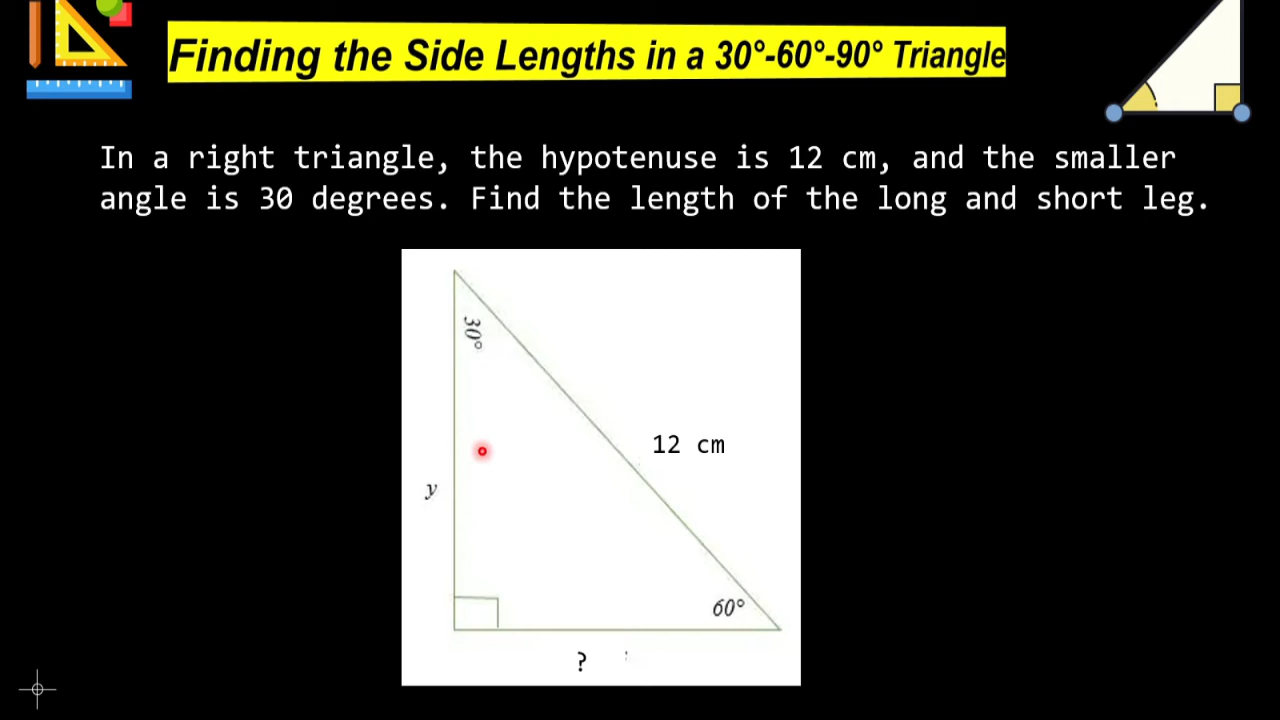 Finding the Side Lengths in a 30°-60°-90° Triangle
In a right triangle, the hypotenuse is 12 cm, and the smaller
angle is 30 degrees. Find the length of the long and short leg.
30°
12 cm
y
60°
?